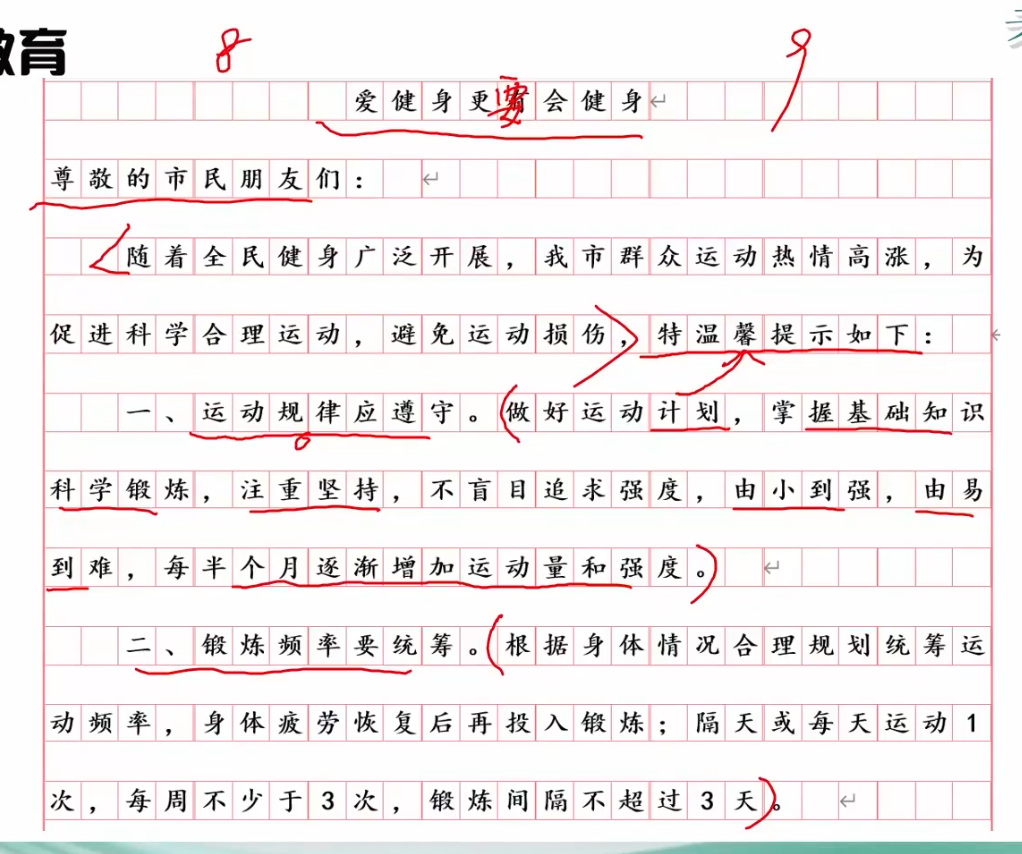 教育
8 9
爱健身更要会健身
尊敬的市民朋友们：
随着全民健身广泛开展，我市群众运动热情高涨，为
促进科学合理运动，避免运动损伤，特温馨提示如下：
一、运动规律应遵守。（做好运动计划，掌握基础知识
科学锻炼，注重坚持，不盲目追求强度，由小到强，由易
到难，每半个月逐渐增加运动量和强度。）
二、锻炼频率要统筹。（根据身体情况合理规划统筹运
动频率，身体疲劳恢复后再投入锻炼；隔天或每天运动1
次，每周不少于3次，锻炼间隔不超过3天）。